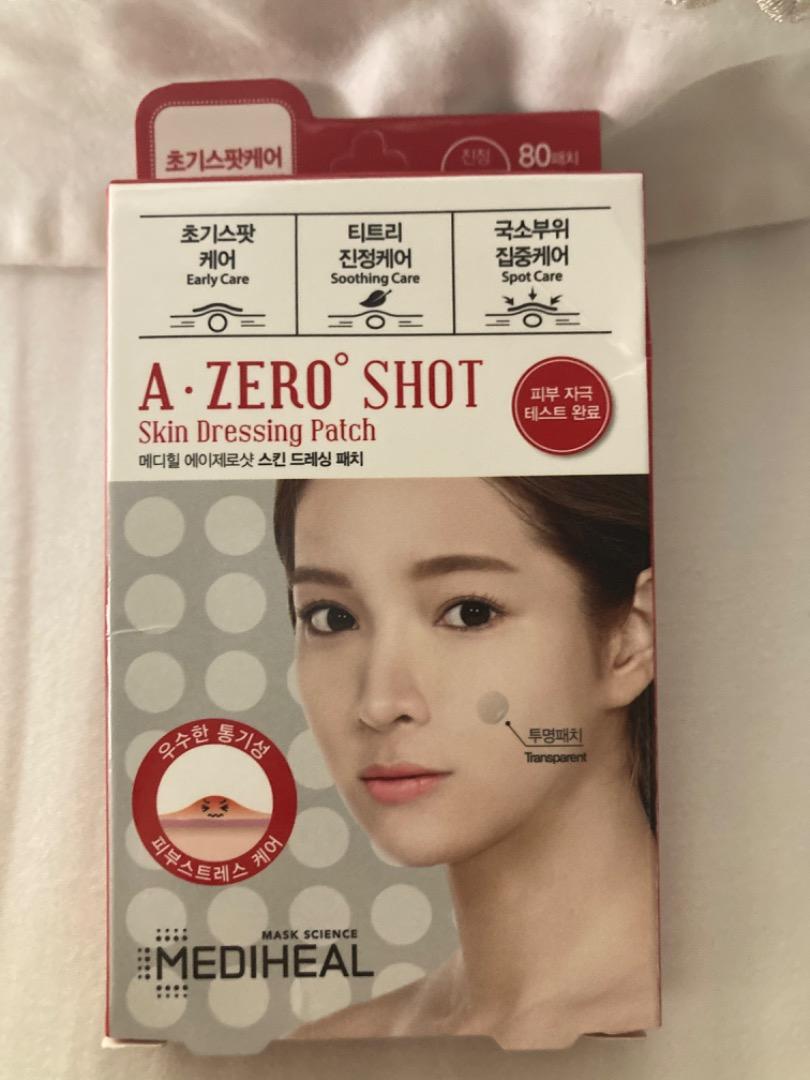 초기스팟케어
진정
80패치
초기스팟
케어
Early Care
티트리
진정케어
Soothing Care
국소부위
집중케어
Spot Care
A·ZERO° SHOT
Skin Dressing Patch
메디힐 에이제로샷 스킨 드레싱 패치
피부 자극
테스트 완료
투명패치
Transparent
우수한 통기성
피부스트레스 케어
MASK SCIENCE
MEDIHEAL